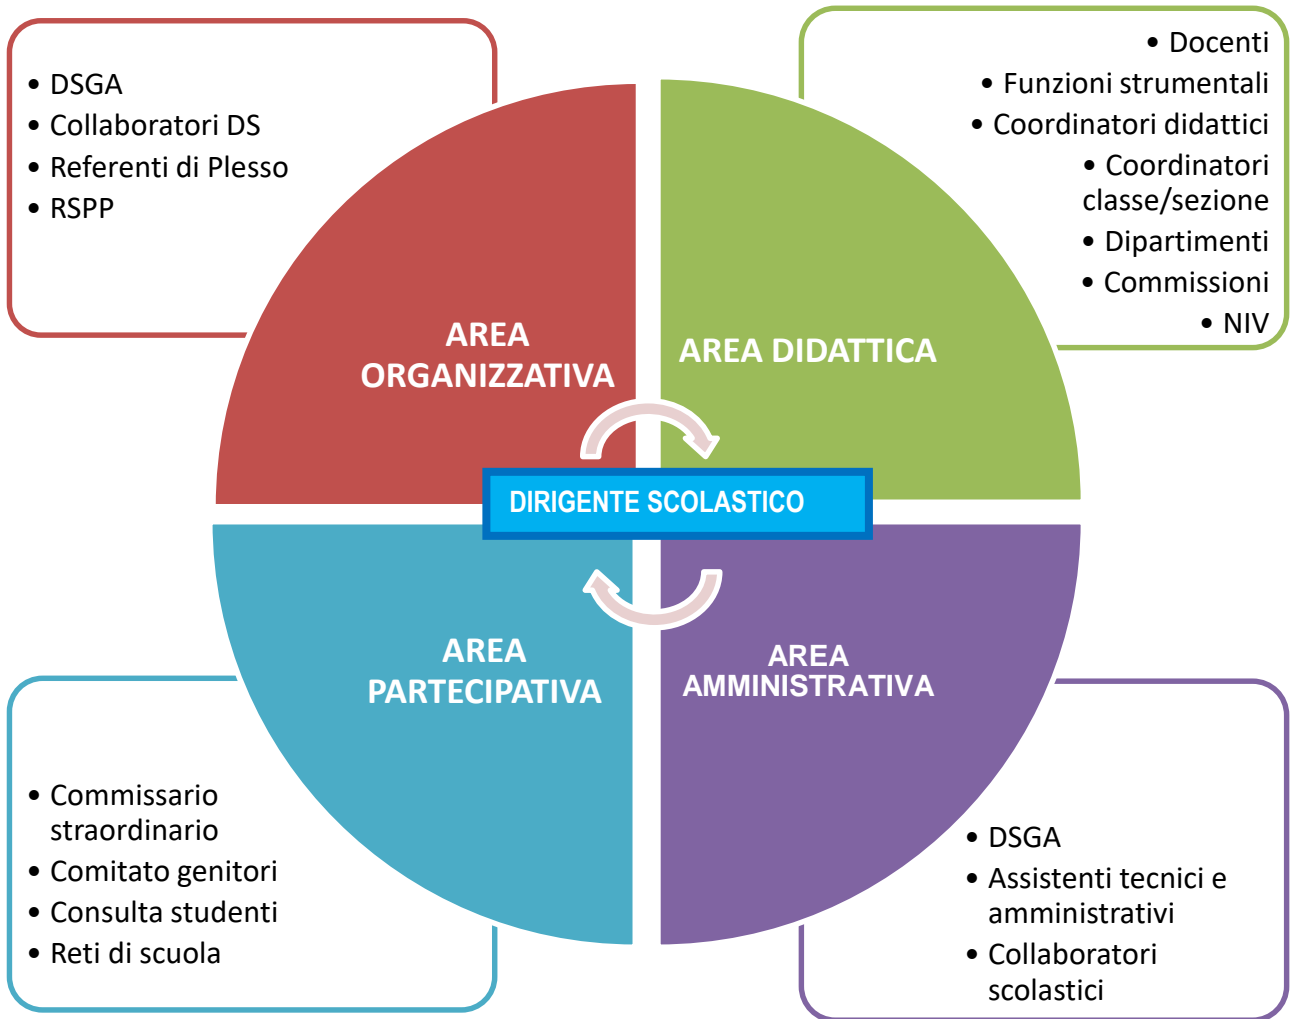 • DSGA
• Collaboratori DS
• Referenti di Plesso
• RSPP
• Docenti
• Funzioni strumentali
• Coordinatori didattici
• Coordinatori
classe/sezione
• Dipartimenti
• Commissioni
• NIV
AREA
ORGANIZZATIVA
AREA DIDATTICA
DIRIGENTE SCOLASTICO
AREA
PARTECIPATIVA
AREA
AMMINISTRATIVA
• Commissario
straordinario
• Comitato genitori
• Consulta studenti
• Reti di scuola
• DSGA
• Assistenti tecnici e
amministrativi
• Collaboratori
scolastici